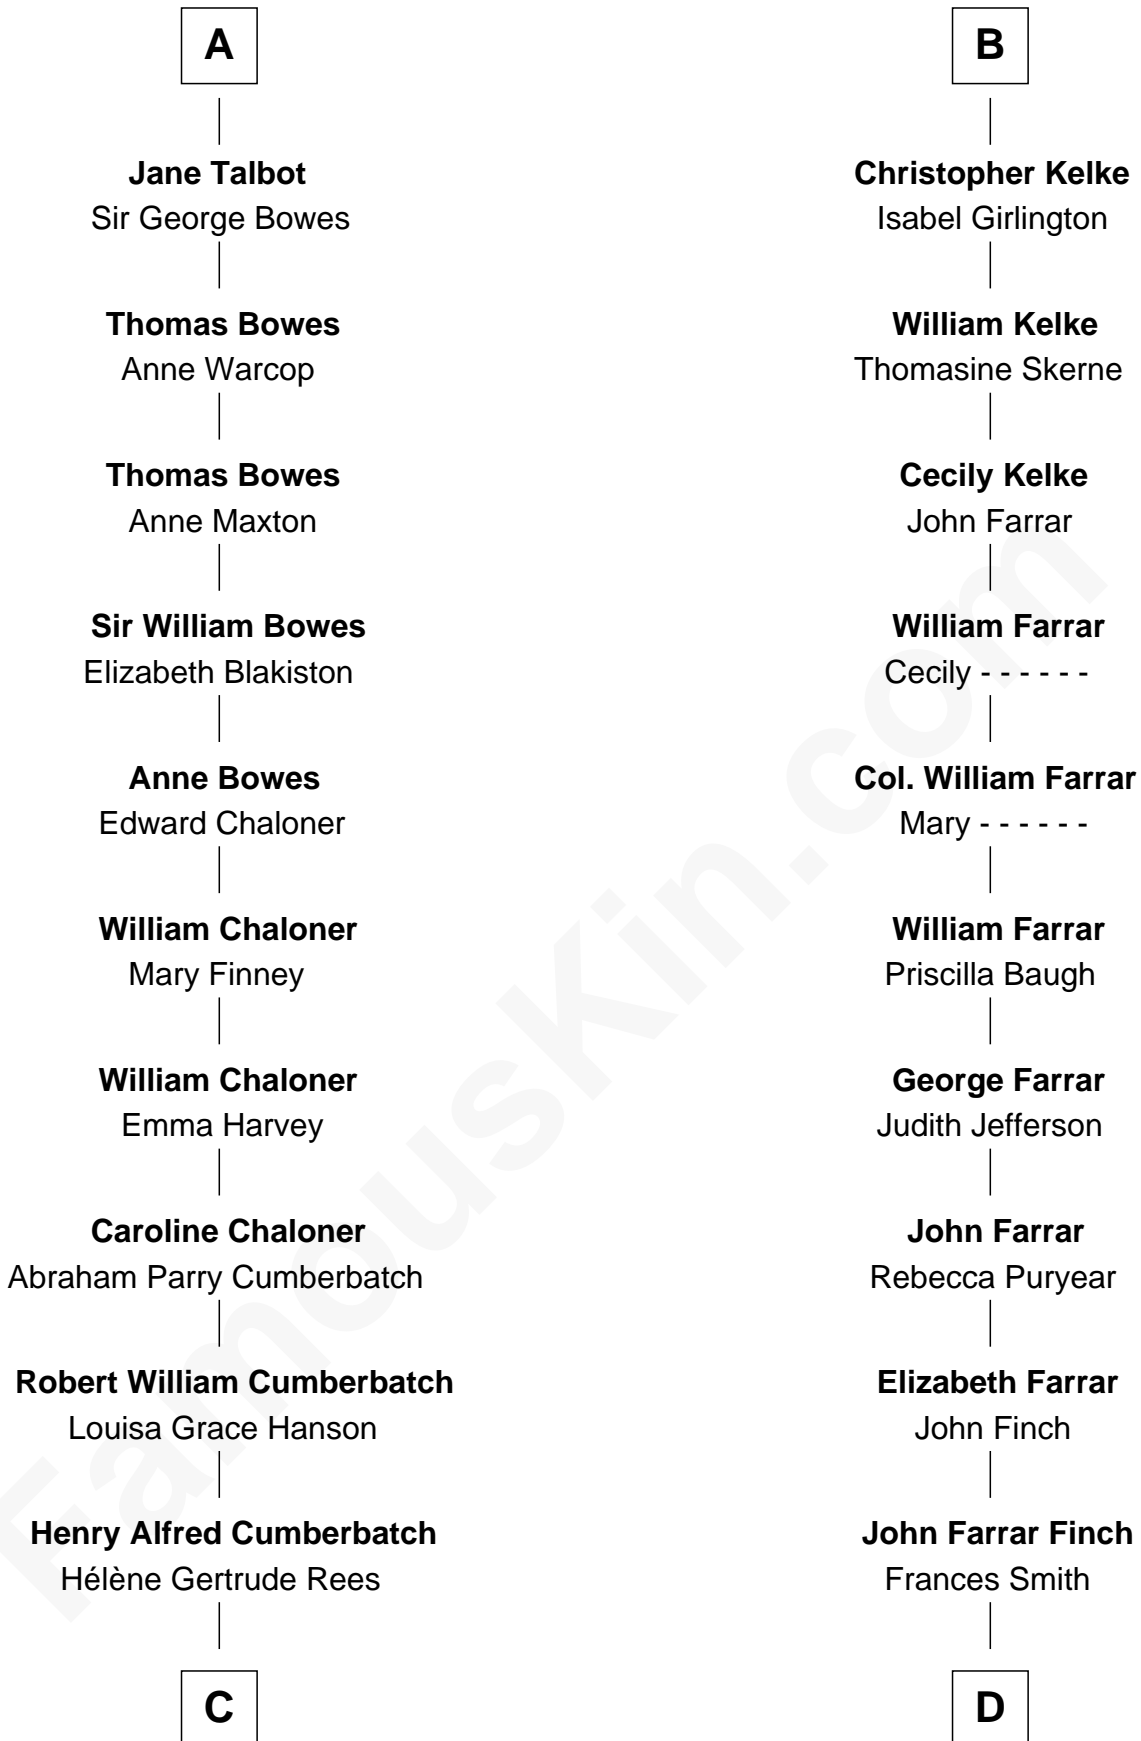 A
Jane Talbot
Sir George Bowes
Thomas Bowes
Anne Warcop
Thomas Bowes
Anne Maxton
Sir William Bowes
Elizabeth Blakiston
Anne Bowes
Edward Chaloner
William Chaloner
Mary Finney
William Chaloner
Emma Harvey
Caroline Chaloner
Abraham Parry Cumberbatch
Robert William Cumberbatch
Louisa Grace Hanson
Henry Alfred Cumberbatch
Hélène Gertrude Rees
C
B
Christopher Kelke
Isabel Girlington
William Kelke
Thomasine Skerne
Cecily Kelke
John Farrar
William Farrar
Cecily - - - - - -
Col. William Farrar
Mary - - - - - -
William Farrar
Priscilla Baugh
George Farrar
Judith Jefferson
John Farrar
Rebecca Puryear
Elizabeth Farrar
John Finch
John Farrar Finch
Frances Smith
D
FamousKin.com